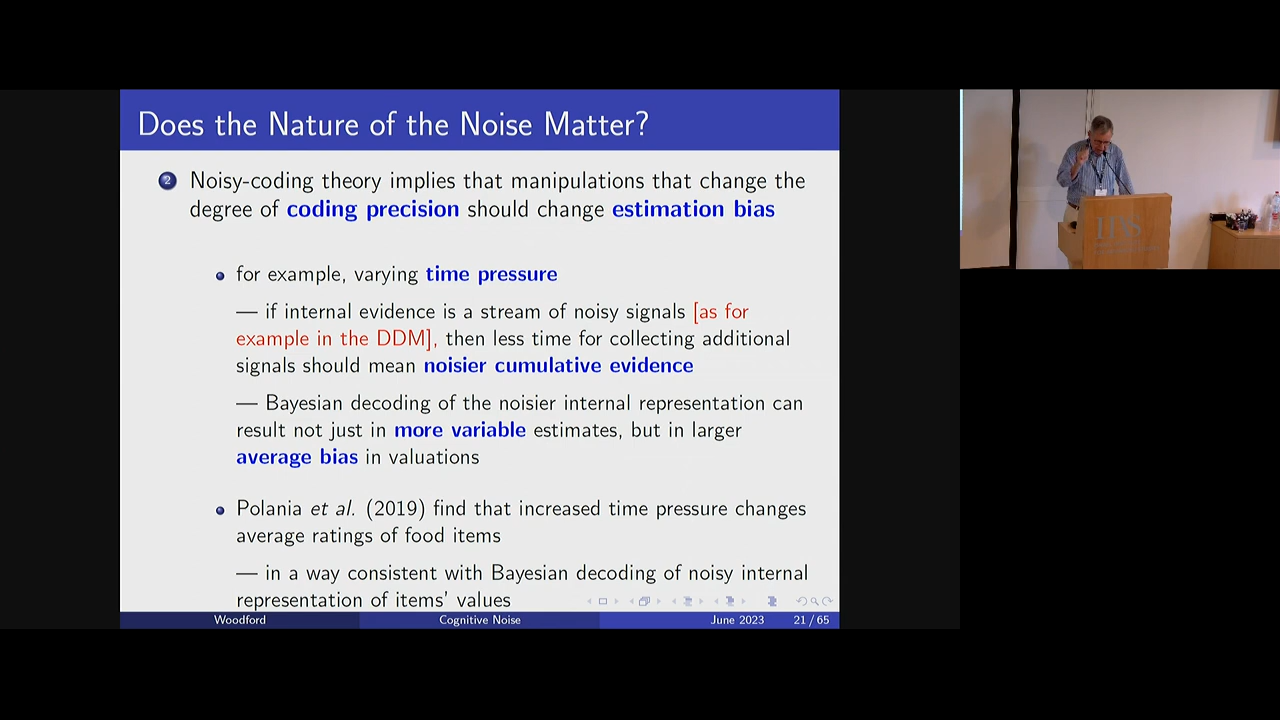 Does the Nature of the Noise Matter?
2 Noisy-coding theory implies that manipulations that change the
degree of coding precision should change estimation bias
for example, varying time pressure
— if internal evidence is a stream of noisy signals [as for
example in the DDM], then less time for collecting additional
signals should mean noisier cumulative evidence
— Bayesian decoding of the noisier internal representation can
result not just in more variable estimates, but in larger
average bias in valuations
Polania et al. (2019) find that increased time pressure changes
average ratings of food items
— in a way consistent with Bayesian decoding of noisy internal
representation of items' values
Woodford Cognitive Noise June 2023 21 / 65